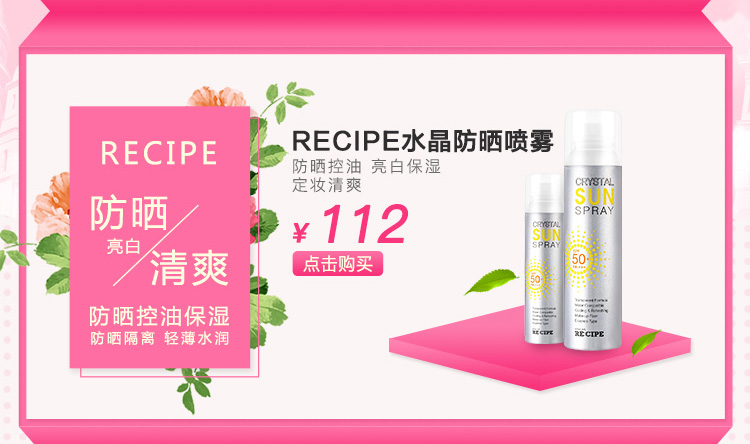 RECIPE
防晒
亮白
清爽
防晒控油保湿
防晒隔离 轻薄水润
RECIPE水晶防晒喷雾
防晒控油 亮白保湿
定妆清爽
¥ 112
点击购买
CRYSTAL
SUN
SPRAY
50+
RECIPE
CRYSTAL
SUN
SPRAY
SPF
50+
RECIPE